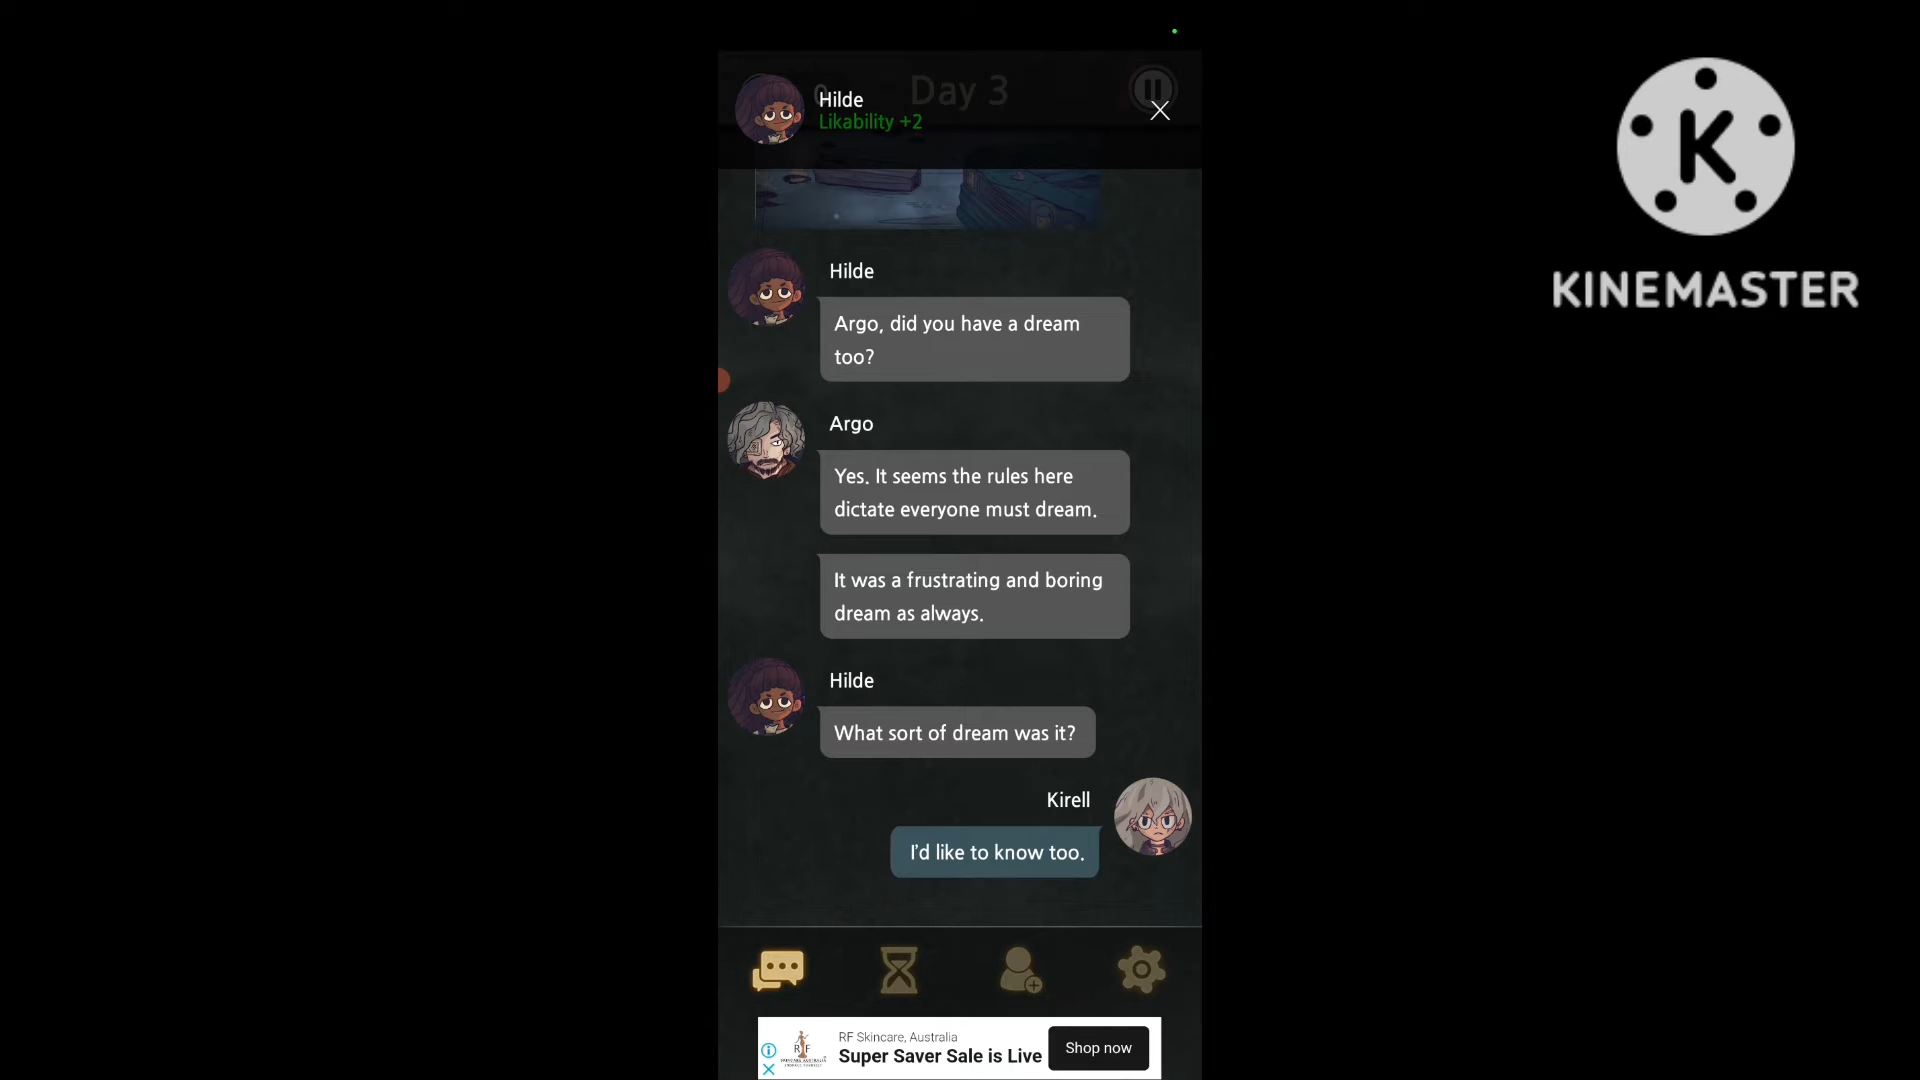 Day 3
Hilde
Likability +2
K
KINEMASTER
Hilde
Argo, did you have a dream
too?
Argo
Yes. It seems the rules here
dictate everyone must dream.
It was a frustrating and boring
dream as always.
Hilde
What sort of dream was it?
Kirell
I'd like to know too.
RF Skincare, Australia
Super Saver Sale is Live
Shop now